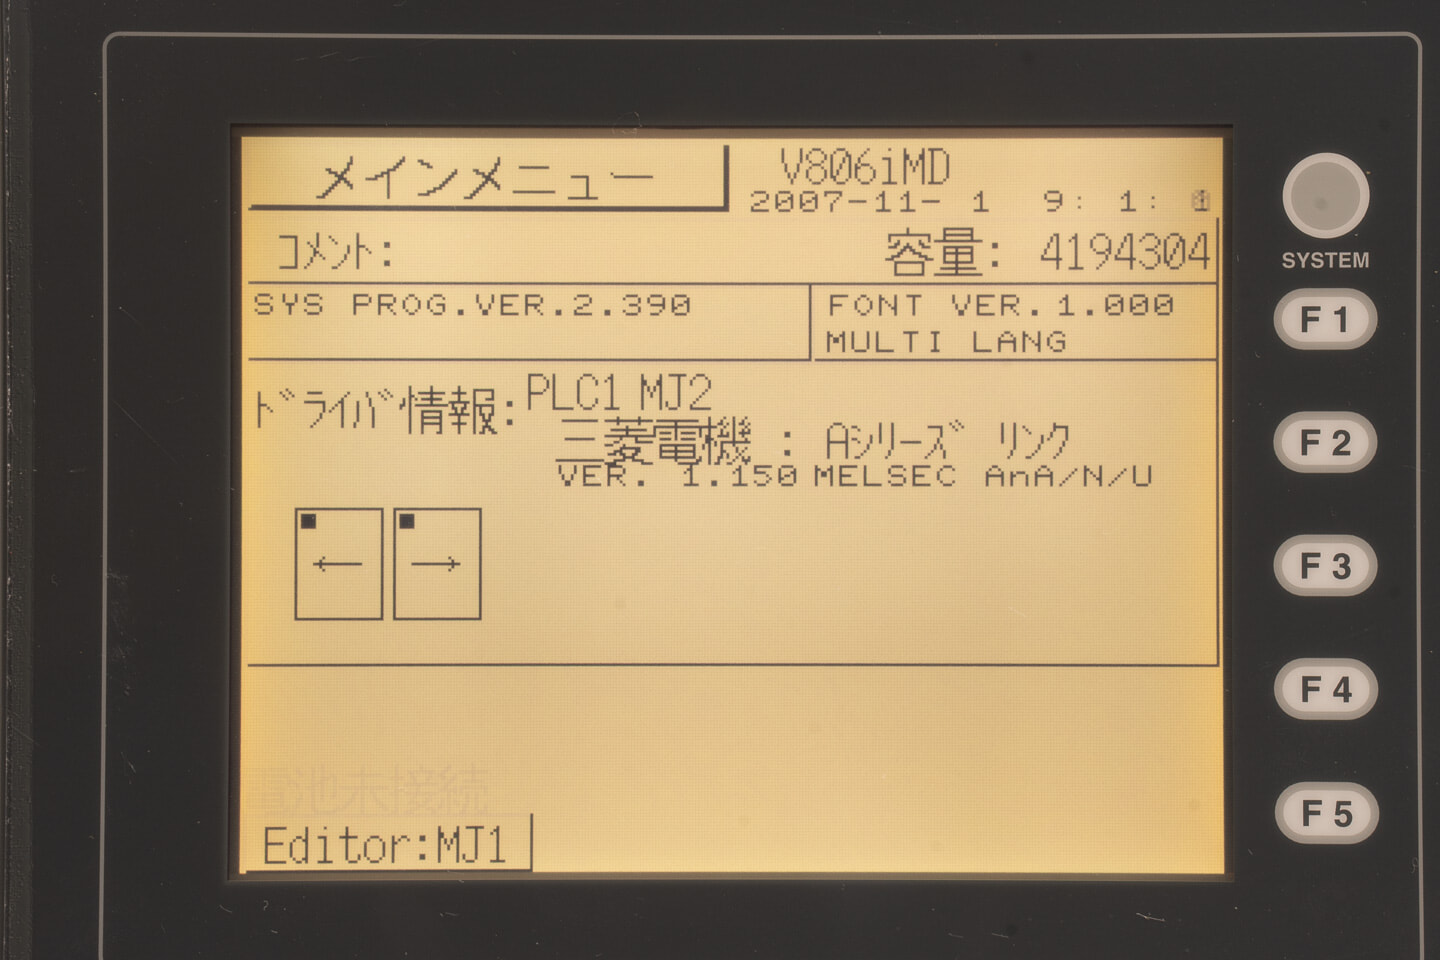 メインメニュー
V806iMD
2007-11- 1 9: 1:
コメント:
容量: 4194304
SYS PROG.VER.2.390
FONT VER.1.000
MULTI LANG
ドライバ情報:PLC1 MJ2
三菱電機 : Aシリーズ リンク
VER. 1.150 MELSEC AnA/N/U
←
→
電池未接続
Editor:MJ1
SYSTEM
F1
F2
F3
F4
F5